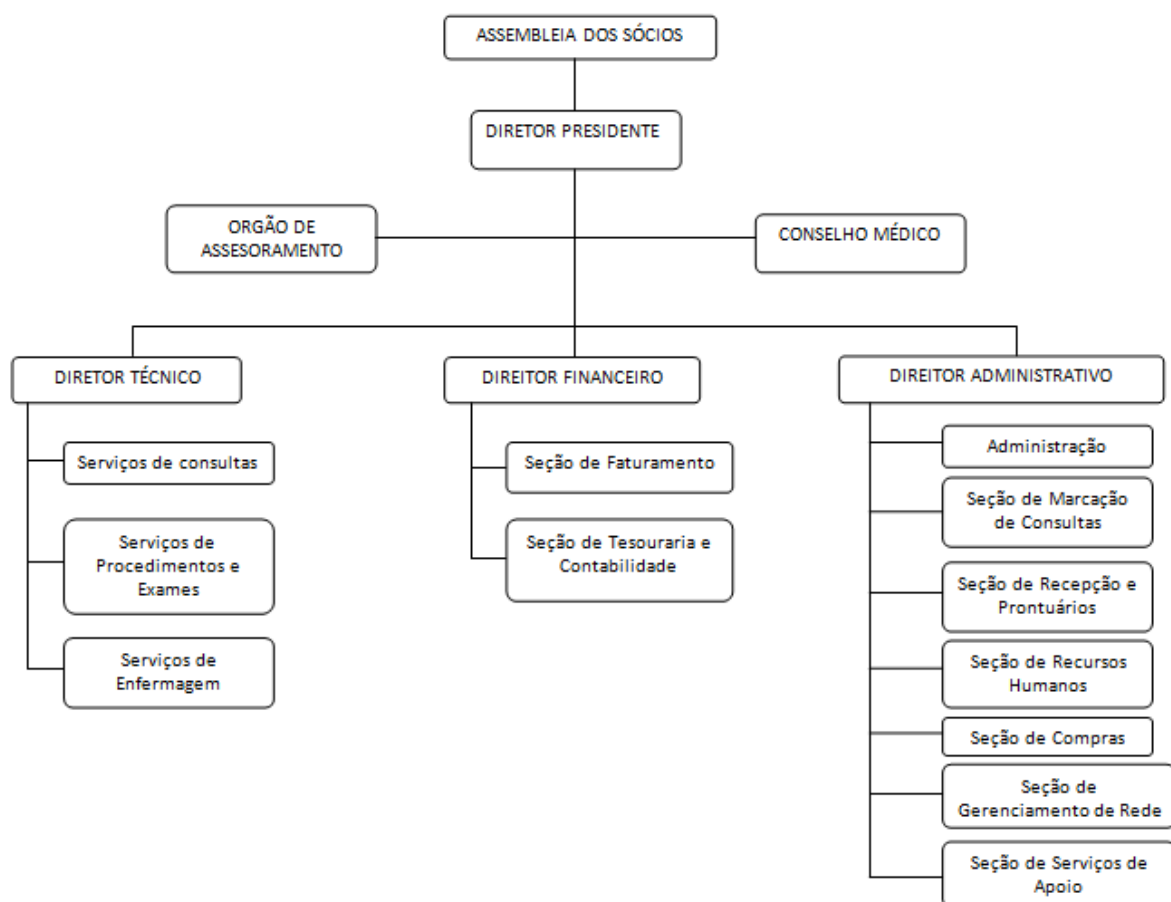 ASSEMBLEIA DOS SÓCIOS
DIRETOR PRESIDENTE
ORGÃO DE
ASSESORAMENTO
CONSELHO MÉDICO
DIRETOR TÉCNICO
Serviços de consultas
Serviços de
Procedimentos e
Exames
Serviços de
Enfermagem
DIREITOR FINANCEIRO
Seção de Faturamento
Seção de Tesouraria e
Contabilidade
DIREITOR ADMINISTRATIVO
Administração
Seção de Marcação
de Consultas
Seção de Recepção e
Prontuários
Seção de Recursos
Humanos
Seção de Compras
Seção de
Gerenciamento de Rede
Seção de Serviços de
Apoio